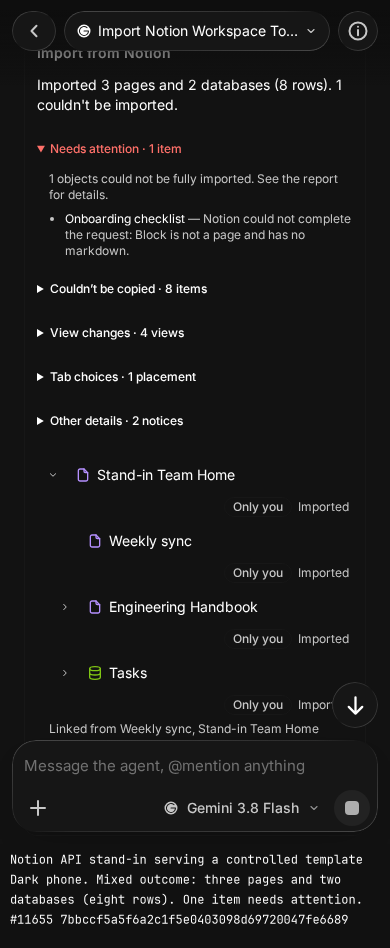 Import Notion Workspace To...
Import from Notion
Imported 3 pages and 2 databases (8 rows). 1
couldn't be imported.
Needs attention · 1 item
1 objects could not be fully imported. See the report
for details.
• Onboarding checklist — Notion could not complete
the request: Block is not a page and has no
markdown.
Couldn't be copied · 8 items
View changes · 4 views
Tab choices · 1 placement
Other details · 2 notices
Stand-in Team Home
Only you Imported
Weekly sync
Only you Imported
Engineering Handbook
Only you Imported
Tasks
Only you
Linked from Weekly sync, Stand-in Team Home
Message the agent, @mention anything
Gemini 3.8 Flash
Notion API stand-in serving a controlled template
Dark phone. Mixed outcome: three pages and two
databases (eight rows). One item needs attention.
#11655 7bbccf5a5f6a2c1f5e0403098d69720047fe6689